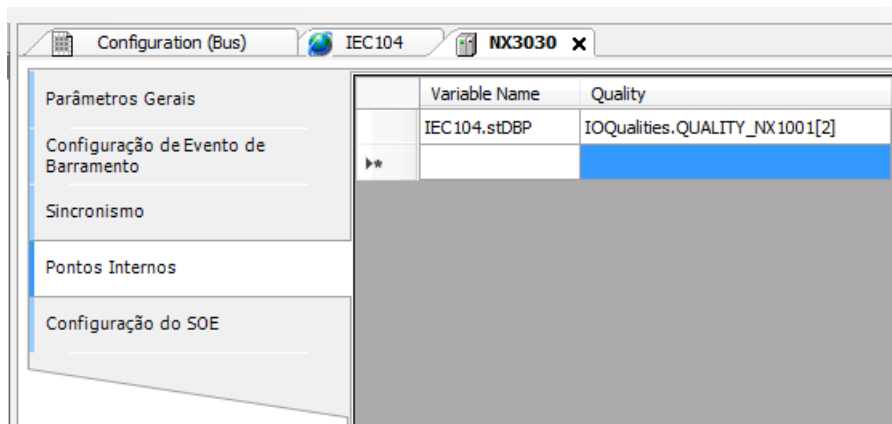 Configuration (Bus) IEC104 NX3030
Parâmetros Gerais
Configuração de Evento de
Barramento
Sincronismo
Pontos Internos
Configuração do SOE
Variable Name Quality
IEC104.stDBP IOQualities.QUALITY_NX1001[2]